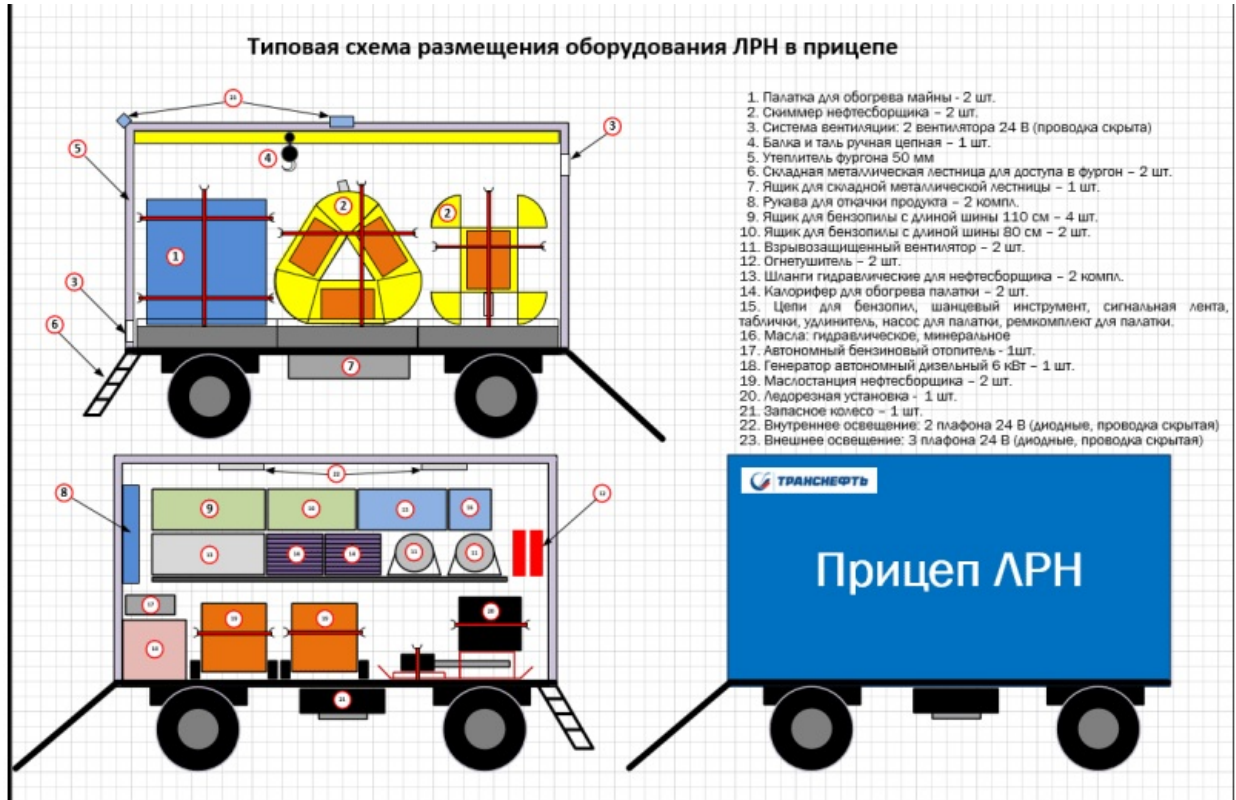 Типовая схема размещения оборудования ЛРН в прицепе
1. Палатка для обогрева майны - 2 шт.
2. Скиммер нефтесборщика – 2 шт.
3. Система вентиляции: 2 вентилятора 24 В (проводка скрыта)
4. Балка и таль ручная цепная – 1 шт.
5. Утеплитель фургона 50 мм
6. Складная металлическая лестница для доступа в фургон – 2 шт.
7. Ящик для складной металлической лестницы – 1 шт.
8. Рукава для откачки продукта – 2 компл.
9. Ящик для бензопилы с длиной шины 110 см – 4 шт.
10. Ящик для бензопилы с длиной шины 80 см – 2 шт.
11. Взрывозащищенный вентилятор – 2 шт.
12. Огнетушитель – 2 шт.
13. Шланги гидравлические для нефтесборщика – 2 компл.
14. Калорифер для обогрева палатки – 2 шт.
15. Цепи для бензопил, шанцевый инструмент, сигнальная лента,
таблички, удлинитель, насос для палатки, ремкомплект для палатки.
16. Масла: гидравлическое, минеральное
17. Автономный бензиновый отопитель - 1шт.
18. Генератор автономный дизельный 6 кВт – 1 шт.
19. Маслостанция нефтесборщика – 2 шт.
20. Ледорезная установка - 1 шт.
21. Запасное колесо – 1 шт.
22. Внутреннее освещение: 2 плафона 24 В (диодные, проводка скрытая)
23. Внешнее освещение: 3 плафона 24 В (диодные, проводка скрытая)
3
5
4
2
2
1
3
6
7
8
9
17
19
19
20
ТРАНСНЕФТЬ
Прицеп ЛРН